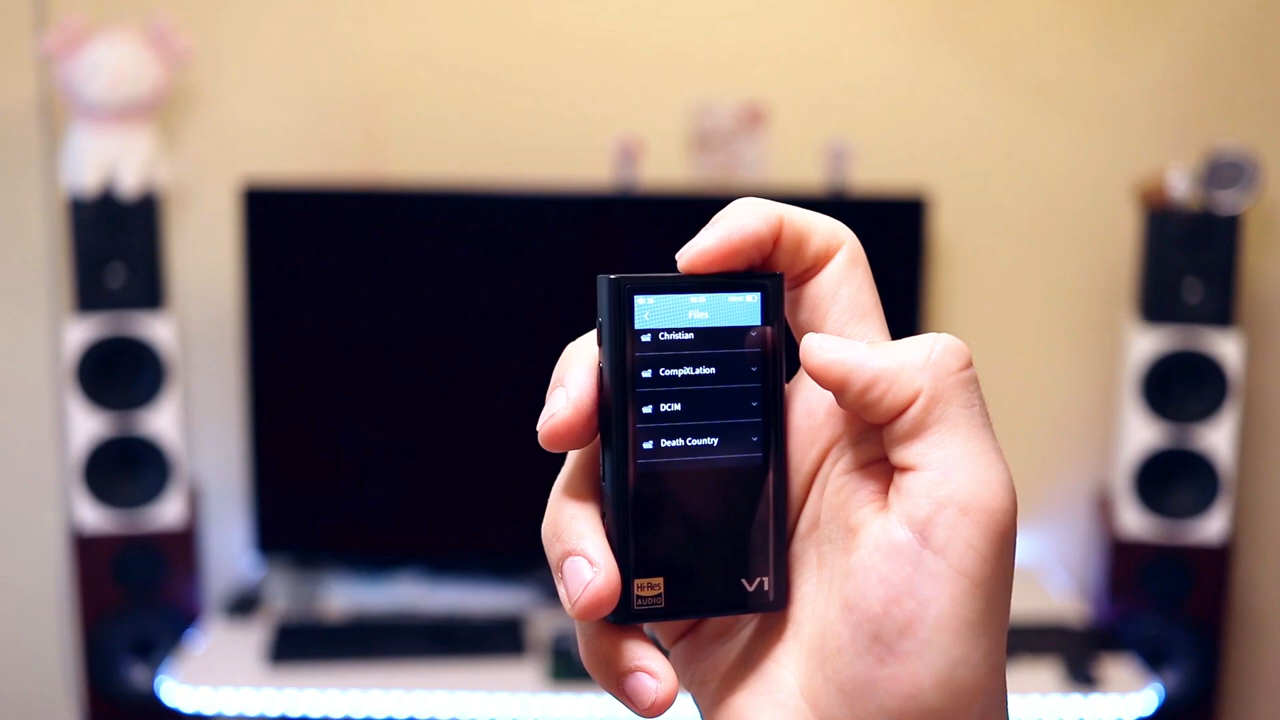 Files
Christian
CompiXLation
DCIM
Death Country
Hi-Res
AUDIO
V1